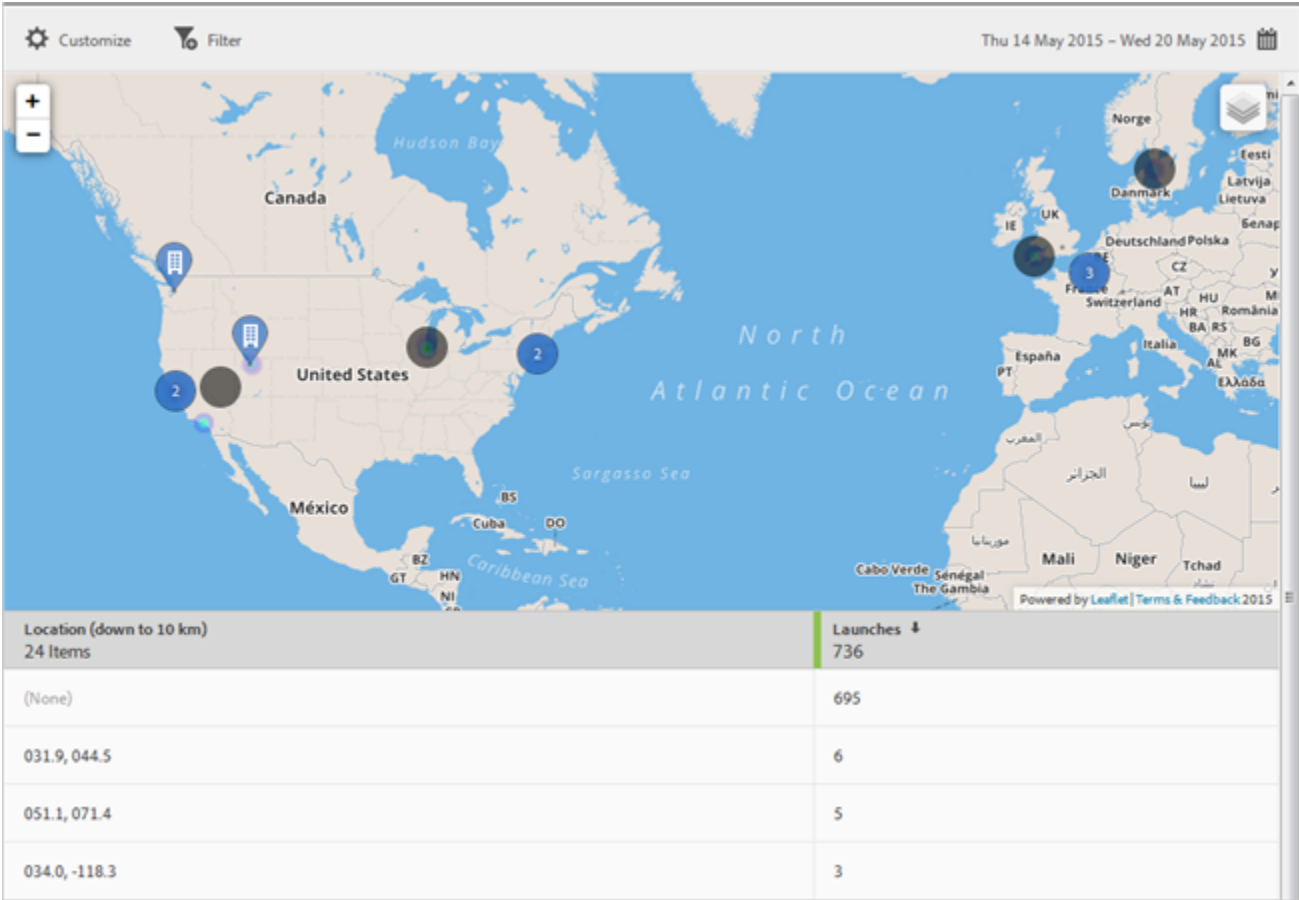 Customize
Filter
Thu 14 May 2015 – Wed 20 May 2015
+
−
Hudson Bay
Norge
Eesti
Canada
Danmark
Latvija
Lietuva
UK
IE
Deutschland
Polska
CZ
3
AT
Switzerland
HU
HR
România
BA
RS
BG
MK
AL
Italia
España
PT
Ελλάδα
North
Atlantic Ocean
United States
2
2
المغرب
تونس
الجزائر
ليبيا
Sargasso Sea
México
BS
Cuba
DO
موريتانيا
BZ
GT
HN
NI
Caribbean Sea
Mali
Niger
Tchad
Cabo Verde
Sénégal
The Gambia
Powered by Leaflet | Terms & Feedback 2015
Location (down to 10 km)
24 Items
Launches
736
(None)
695
031.9, 044.5
6
051.1, 071.4
5
034.0, -118.3
3